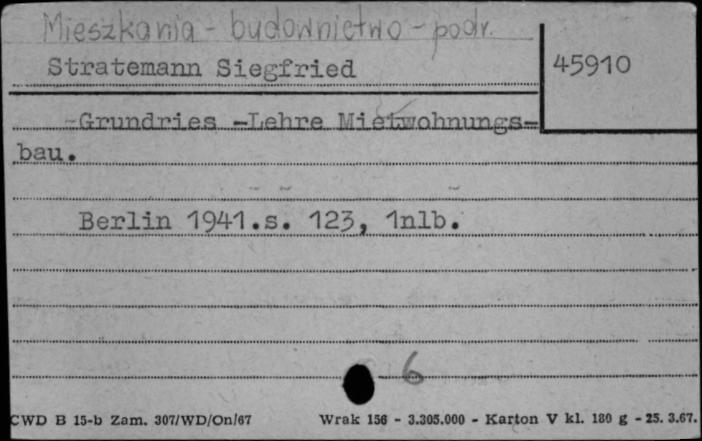 Mieszkania - budownictwo - podr.
Stratemann Siegfried
45910
-Grundries -Lehre Mietwohnungs-
bau.
Berlin 1941.s. 123, 1nlb.
6
CWD B 15-b Zam. 307/WD/On/67 Wrak 156 - 3.305.000 - Karton V kl. 180 g - 25. 3.67.